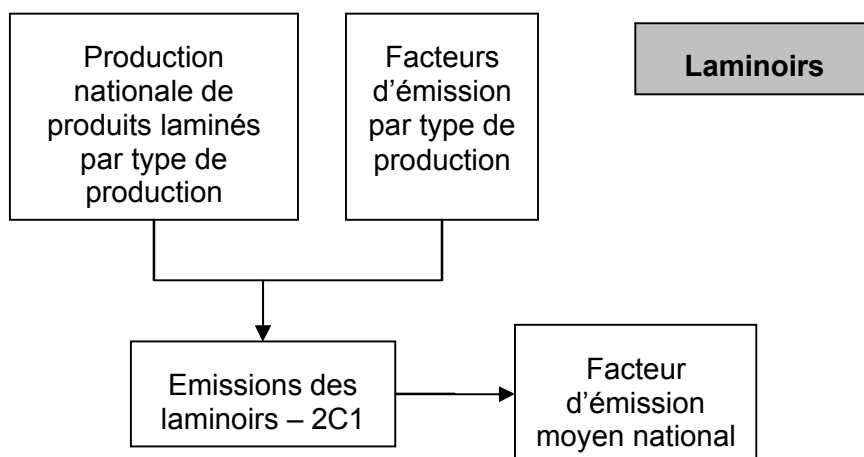 Production
nationale de
produits laminés
par type de
production
Facteurs
d’émission
par type de
production
Laminoirs
Emissions des
laminoirs – 2C1
Facteur
d’émission
moyen national